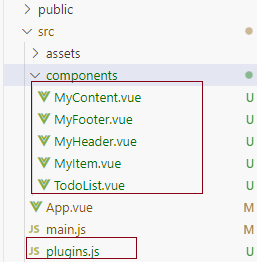 public
src
assets
components
MyContent.vue U
MyFooter.vue U
MyHeader.vue U
MyItem.vue U
TodoList.vue U
App.vue M
JS main.js M
JS plugins.js U